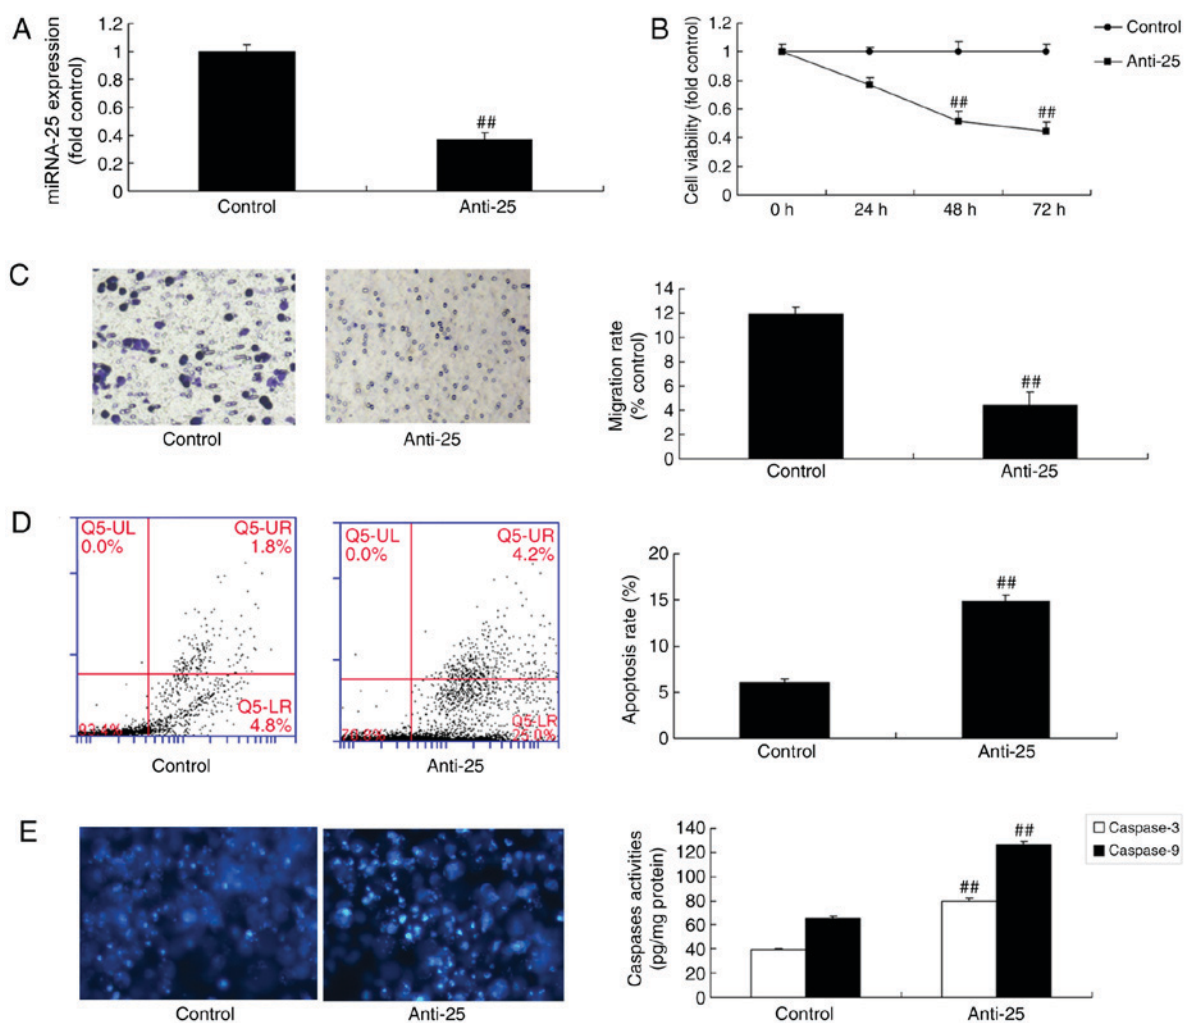 A
miRNA-25 expression
(fold control)
1.2
1
0.8
0.6
0.4
0.2
0
##
Control
Anti-25
B
Cell viability (fold control)
1.2
1
0.8
0.6
0.4
0.2
0
##
##
0 h
24 h
48 h
72 h
Control
Anti-25
C
Control
Anti-25
Migration rate
(% control)
14
12
10
8
6
4
2
0
##
Control
Anti-25
D
Q5-UL
0.0%
Q5-UR
1.8%
Q5-LR
4.8%
Control
Q5-UL
0.0%
Q5-UR
4.2%
Q5-LR
25.0%
Anti-25
Apoptosis rate (%)
20
15
10
5
0
##
Control
Anti-25
E
Control
Anti-25
Caspases activities
(pg/mg protein)
140
120
100
80
60
40
20
0
##
##
Control
Anti-25
Caspase-3
Caspase-9